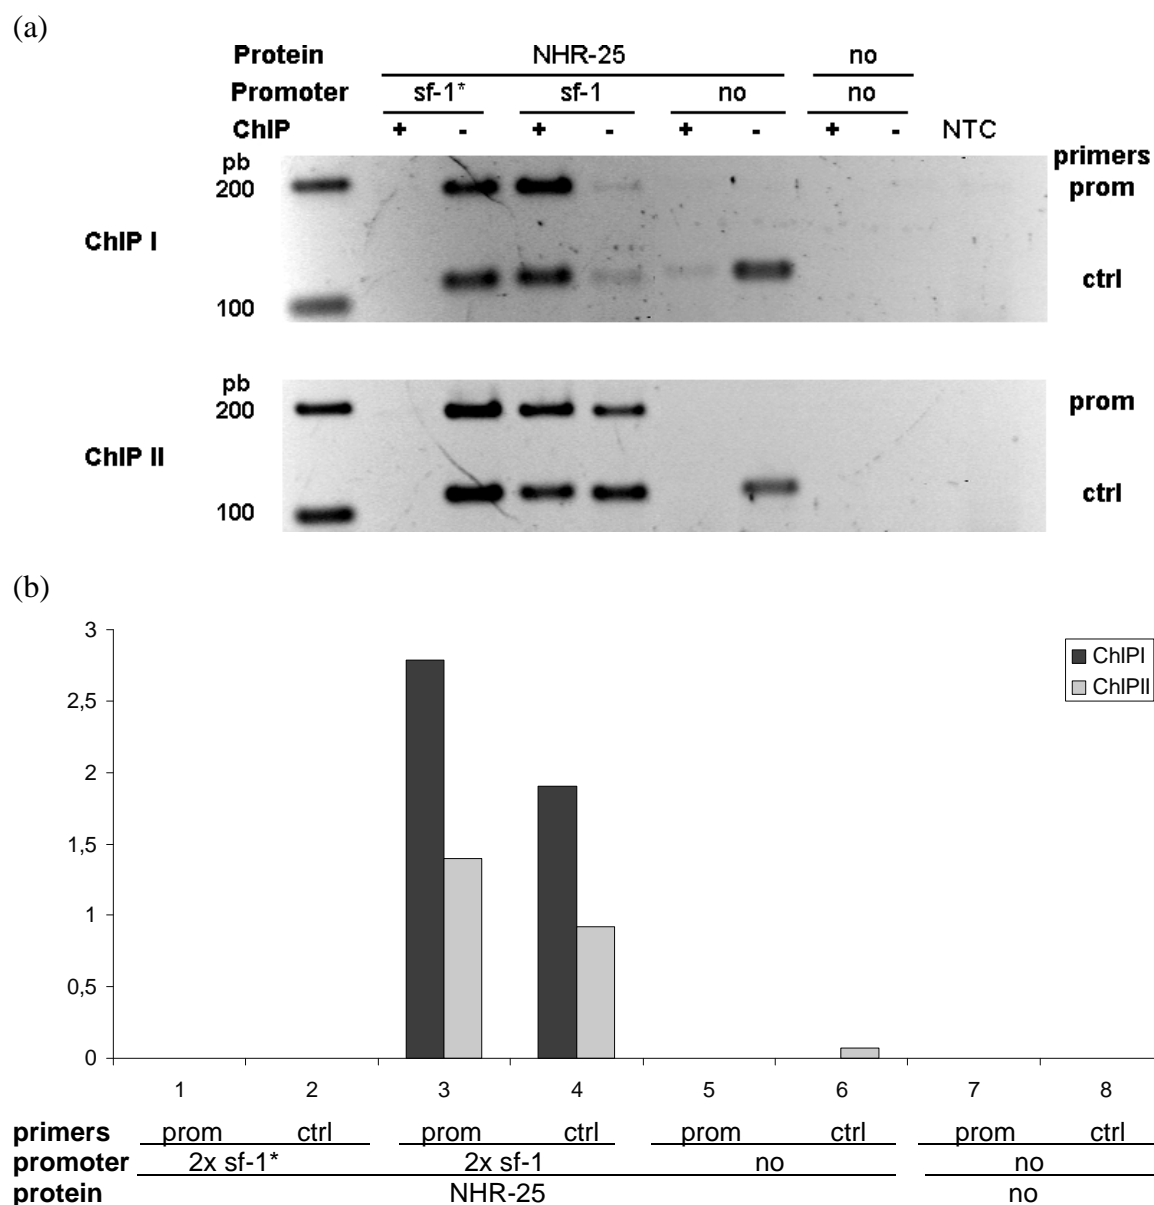 (a)
Protein NHR-25 no
Promoter sf-1* sf-1 no no
ChIP + - + - + - + - NTC
pb primers
200 prom
ChIP I
100 ctrl
pb
200 prom
ChIP II
100 ctrl
(b)
3
ChIPI
ChIPII
2,5
2
1,5
1
0,5
0
1 2 3 4 5 6 7 8
primers prom ctrl prom ctrl prom ctrl prom ctrl
promoter 2x sf-1* 2x sf-1 no no
protein NHR-25 no